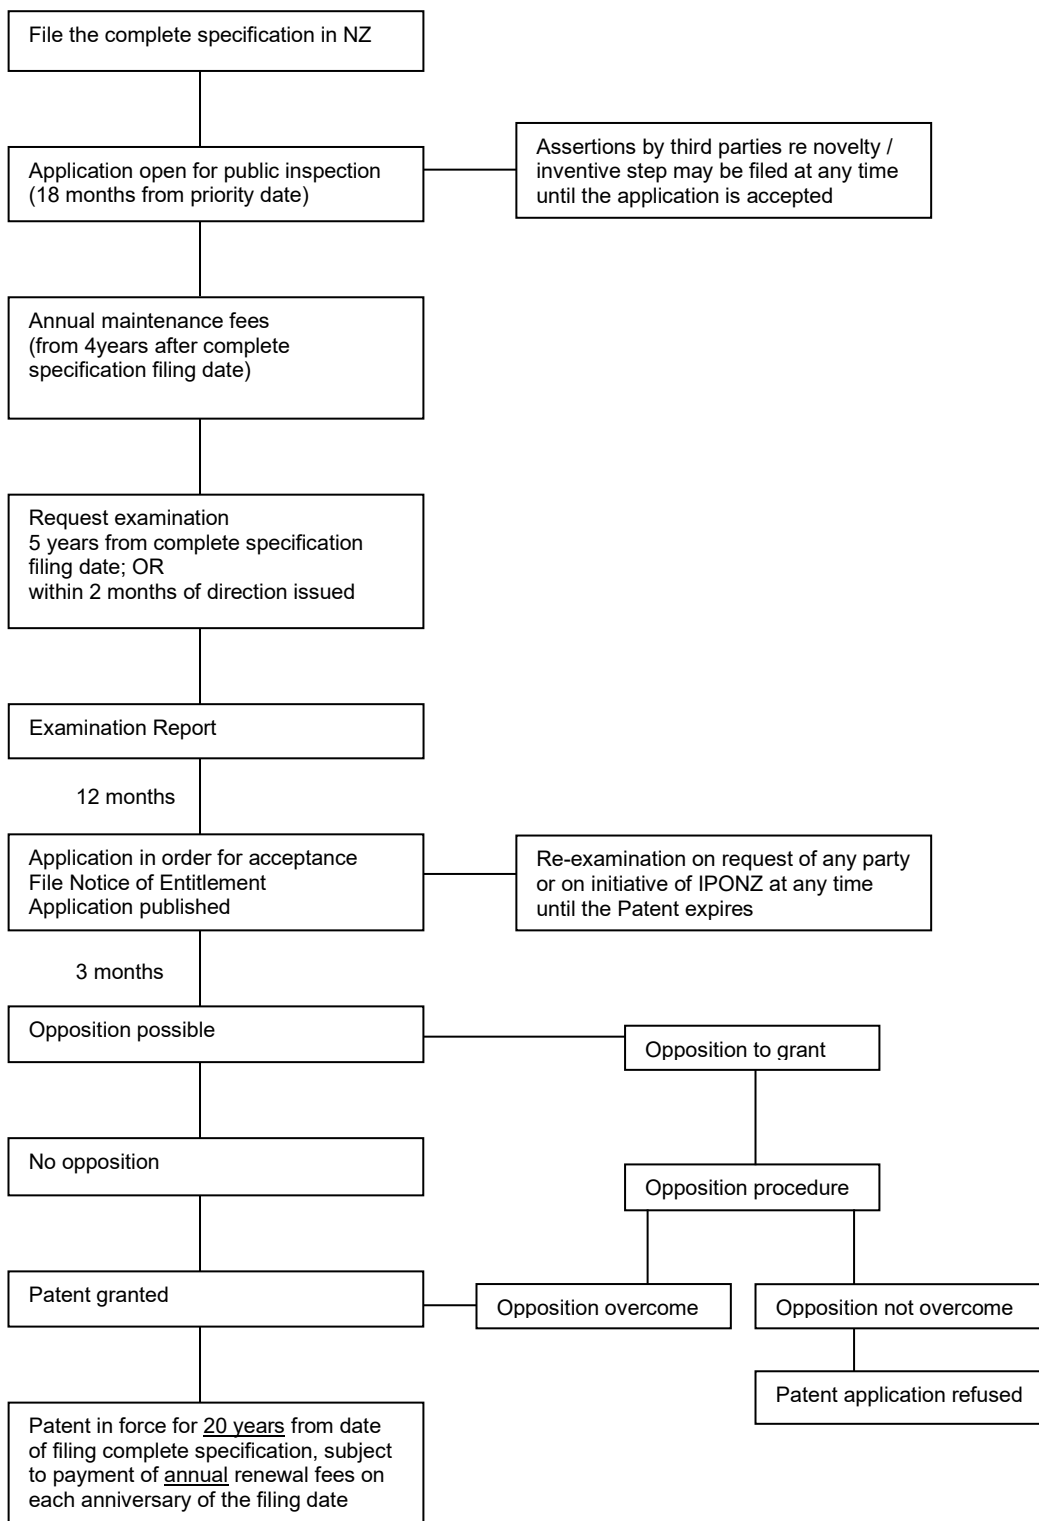 File the complete specification in NZ
Application open for public inspection
(18 months from priority date)
Assertions by third parties re novelty /
inventive step may be filed at any time
until the application is accepted
Annual maintenance fees
(from 4years after complete
specification filing date)
Request examination
5 years from complete specification
filing date; OR
within 2 months of direction issued
Examination Report
12 months
Application in order for acceptance
File Notice of Entitlement
Application published
Re-examination on request of any party
or on initiative of IPONZ at any time
until the Patent expires
3 months
Opposition possible
Opposition to grant
No opposition
Opposition procedure
Patent granted
Opposition overcome
Opposition not overcome
Patent application refused
Patent in force for 20 years from date
of filing complete specification, subject
to payment of annual renewal fees on
each anniversary of the filing date